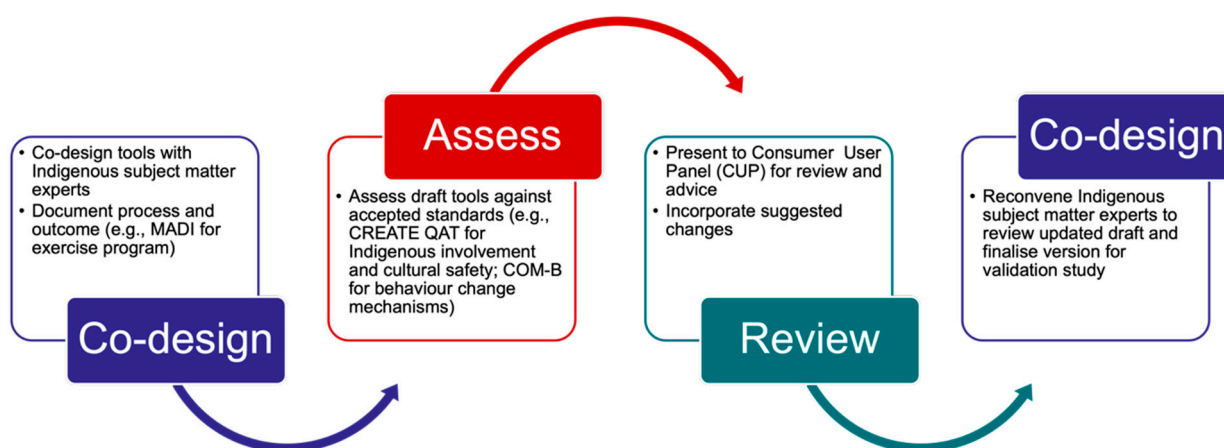 • Co-design tools with
Indigenous subject matter
experts
• Document process and
outcome (e.g., MADI for
exercise program)
Co-design
Assess
• Assess draft tools against
accepted standards (e.g.,
CREATE QAT for
Indigenous involvement
and cultural safety; COM-B
for behaviour change
mechanisms)
• Present to Consumer User
Panel (CUP) for review and
advice
• Incorporate suggested
changes
Review
Co-design
• Reconvene Indigenous
subject matter experts to
review updated draft and
finalise version for
validation study